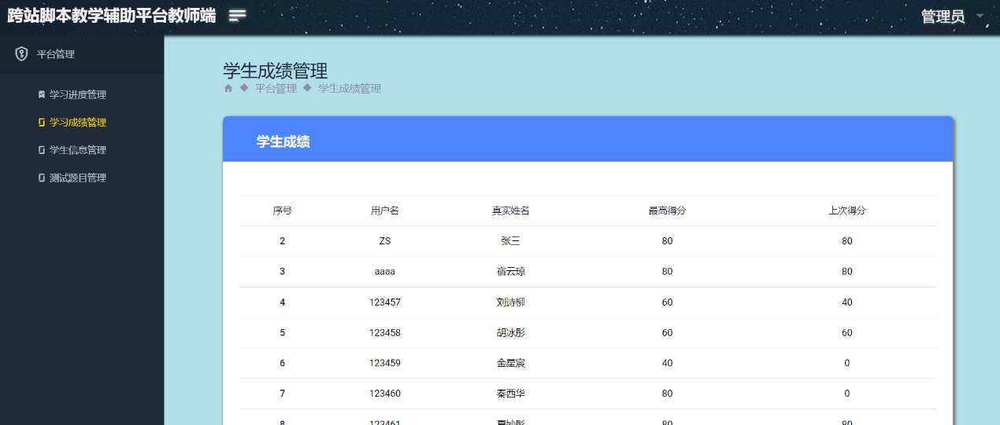 跨站脚本教学辅助平台教师端
管理员
平台管理
学习进度管理
学习成绩管理
学生信息管理
测试题目管理
学生成绩管理
平台管理 学生成绩管理
学生成绩
序号 用户名 真实姓名 最高得分 上次得分
2 ZS 张三 80 80
3 aaaa 宿云琼 80 80
4 123457 刘诗柳 60 40
5 123458 胡冰彤 60 60
6 123459 金星宸 40 0
7 123460 秦西华 80 0
8 123461 夏妙彤 80 80